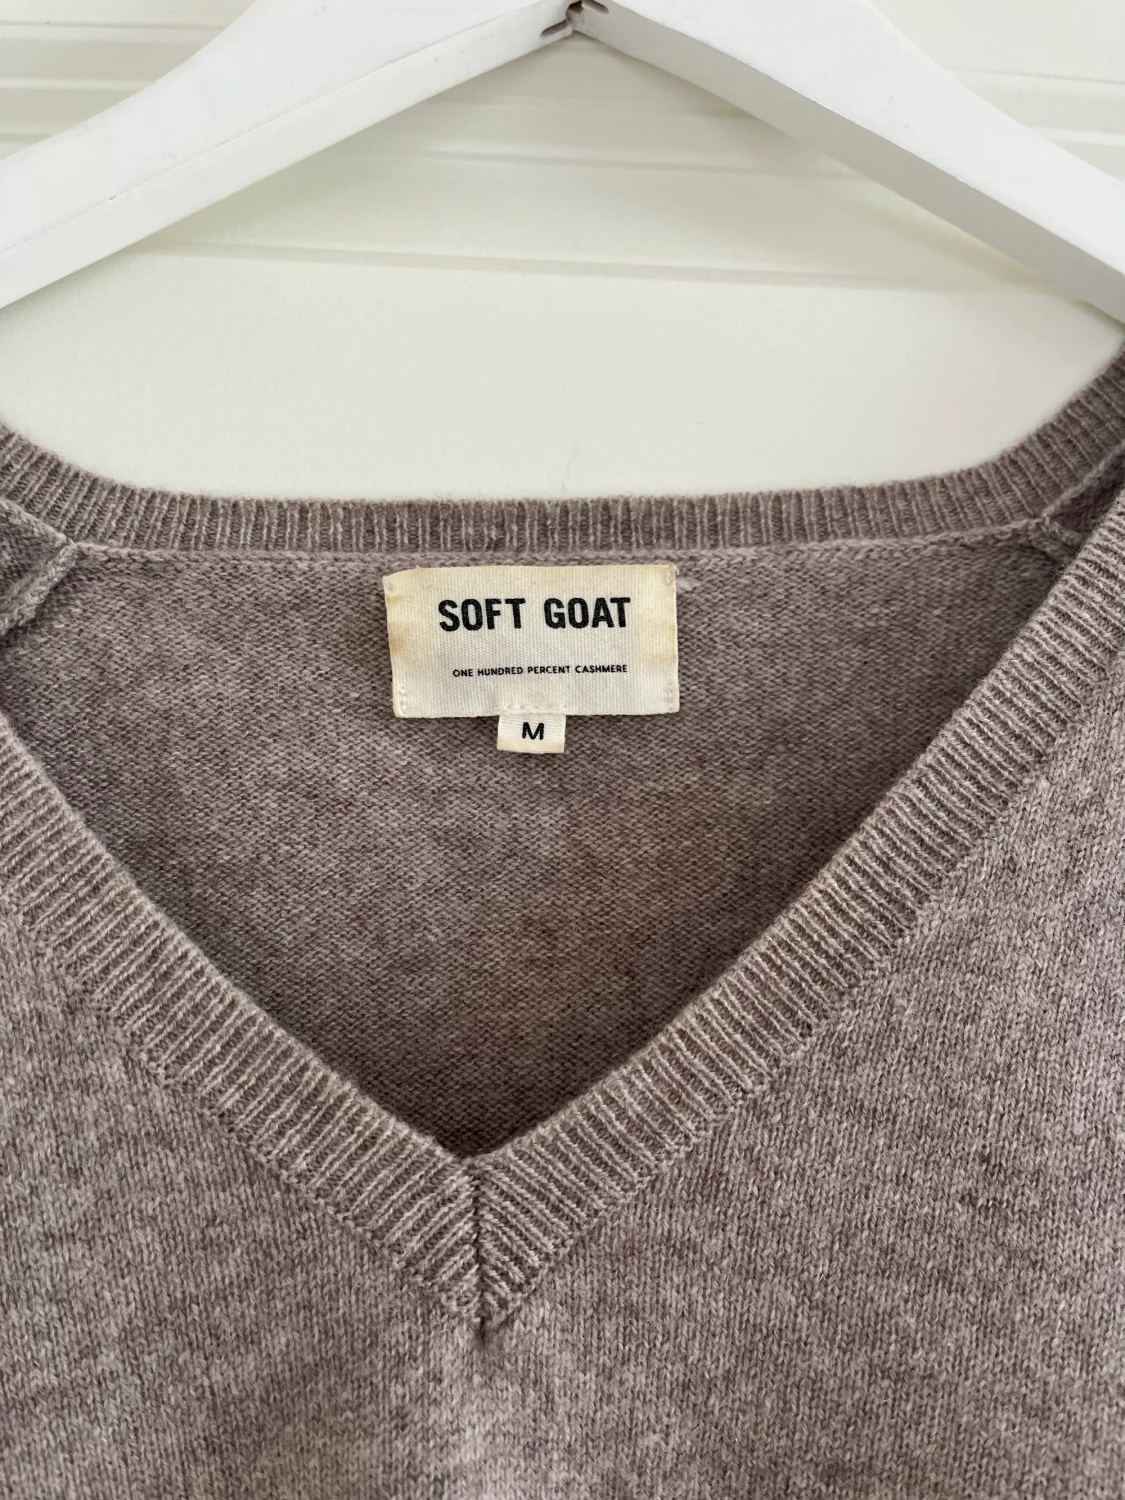 SOFT GOAT
ONE HUNDRED PERCENT CASHMERE
M